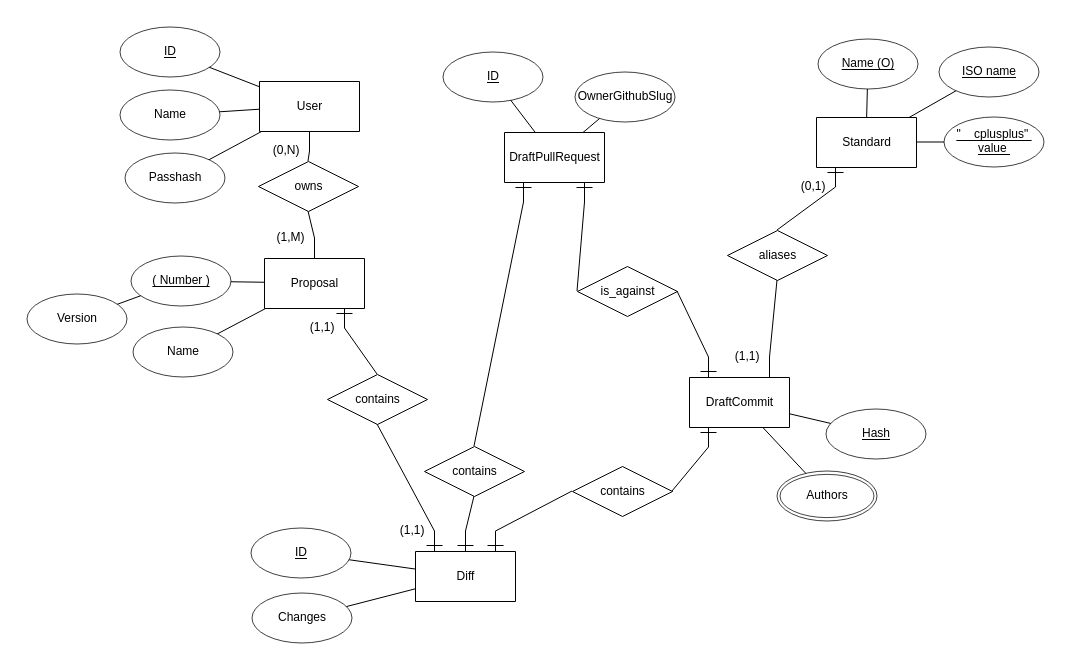 ID
Name
Passhash
User
(0,N)
owns
(1,M)
( Number )
Version
Name
Proposal
(1,1)
contains
(1,1)
ID
OwnerGithubSlug
DraftPullRequest
is_against
contains
contains
Name (O)
ISO name
"__cplusplus"
value
Standard
(0,1)
aliases
(1,1)
DraftCommit
Hash
Authors
ID
Changes
Diff